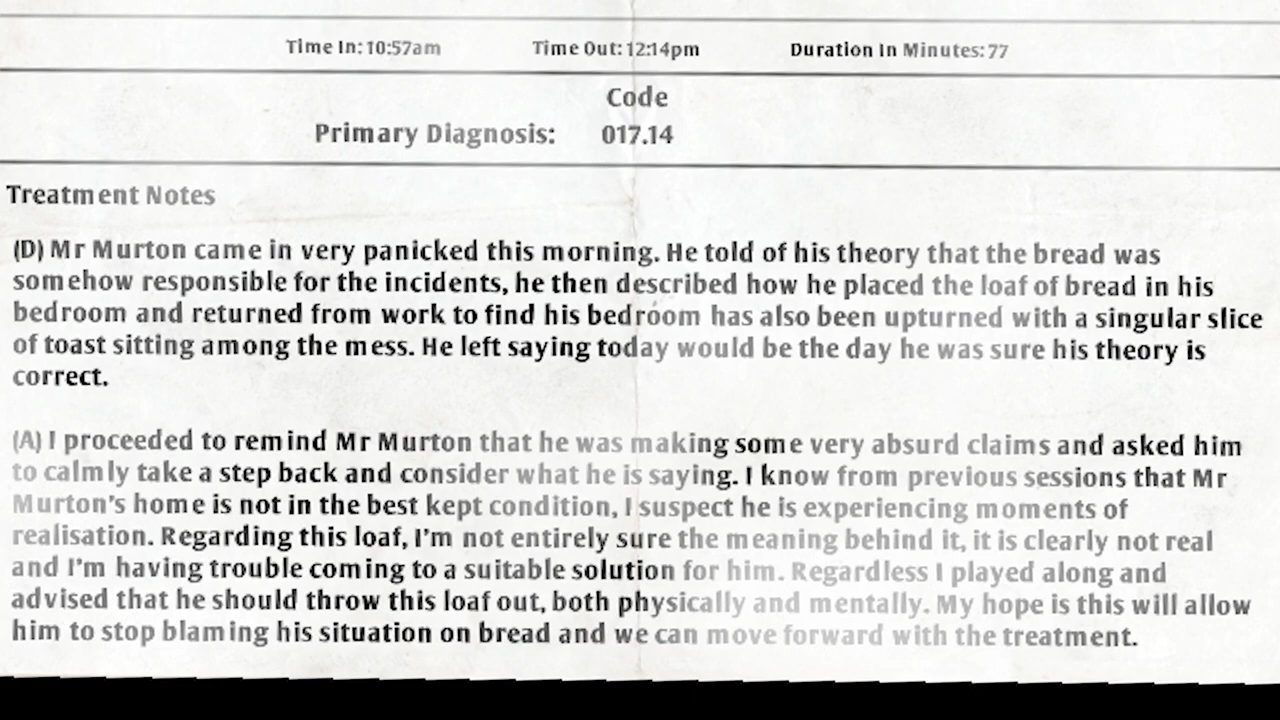 Time In: 10:57am Time Out: 12:14pm Duration In Minutes: 77
Code
Primary Diagnosis: 017.14
Treatment Notes
(D) Mr Murton came in very panicked this morning. He told of his theory that the bread was
somehow responsible for the incidents, he then described how he placed the loaf of bread in his
bedroom and returned from work to find his bedroom has also been upturned with a singular slice
of toast sitting among the mess. He left saying today would be the day he was sure his theory is
correct.
(A) I proceeded to remind Mr Murton that he was making some very absurd claims and asked him
to calmly take a step back and consider what he is saying. I know from previous sessions that Mr
Murton's home is not in the best kept condition, I suspect he is experiencing moments of
realisation. Regarding this loaf, I'm not entirely sure the meaning behind it, it is clearly not real
and I'm having trouble coming to a suitable solution for him. Regardless I played along and
advised that he should throw this loaf out, both physically and mentally. My hope is this will allow
him to stop blaming his situation on bread and we can move forward with the treatment.